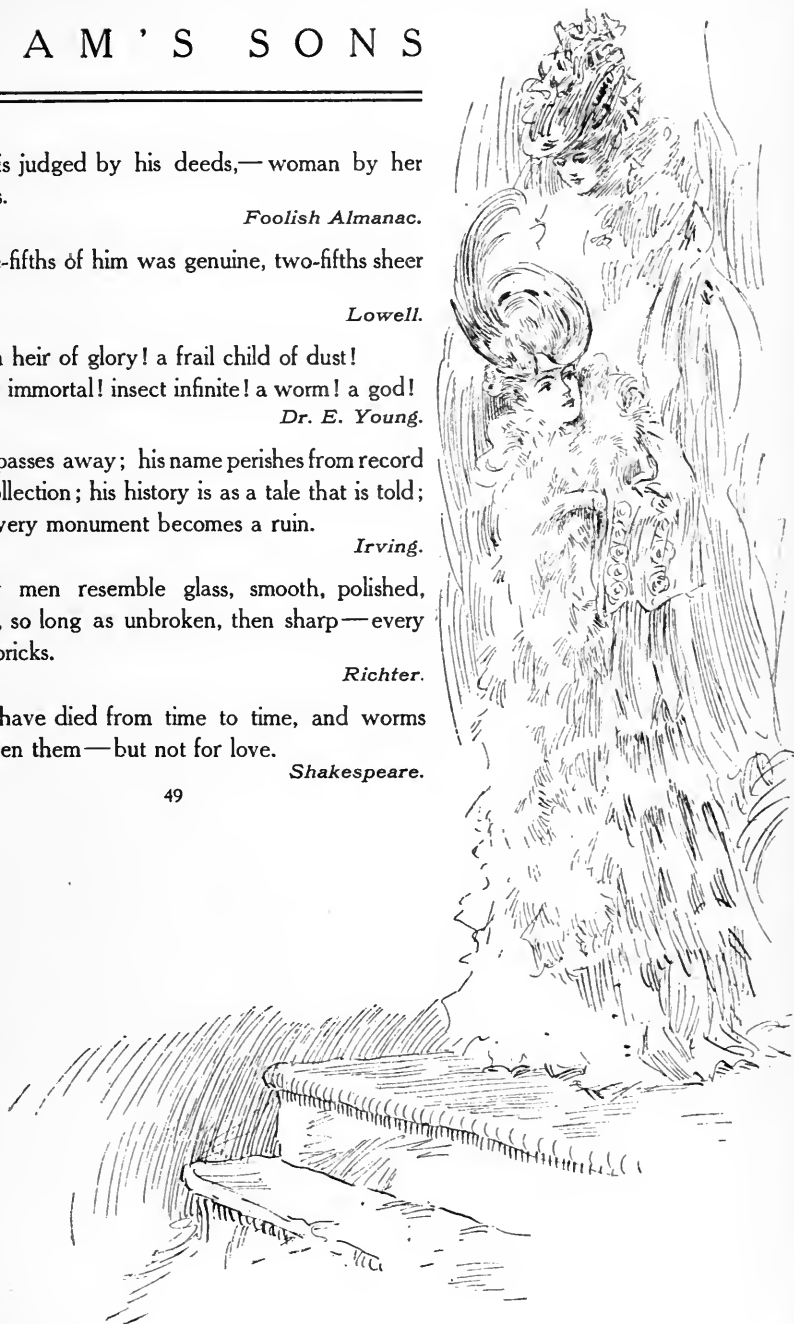 AM'S SONS
is judged by his deeds,— woman by her
s.
Foolish Almanac.
-fifths of him was genuine, two-fifths sheer
Lowell.
heir of glory! a frail child of dust!
immortal! insect infinite! a worm! a god!
Dr. E. Young.
passes away; his name perishes from record
llection; his history is as a tale that is told;
very monument becomes a ruin.
Irving.
men resemble glass, smooth, polished,
, so long as unbroken, then sharp—every
pricks.
Richter.
have died from time to time, and worms
en them—but not for love.
Shakespeare.
49